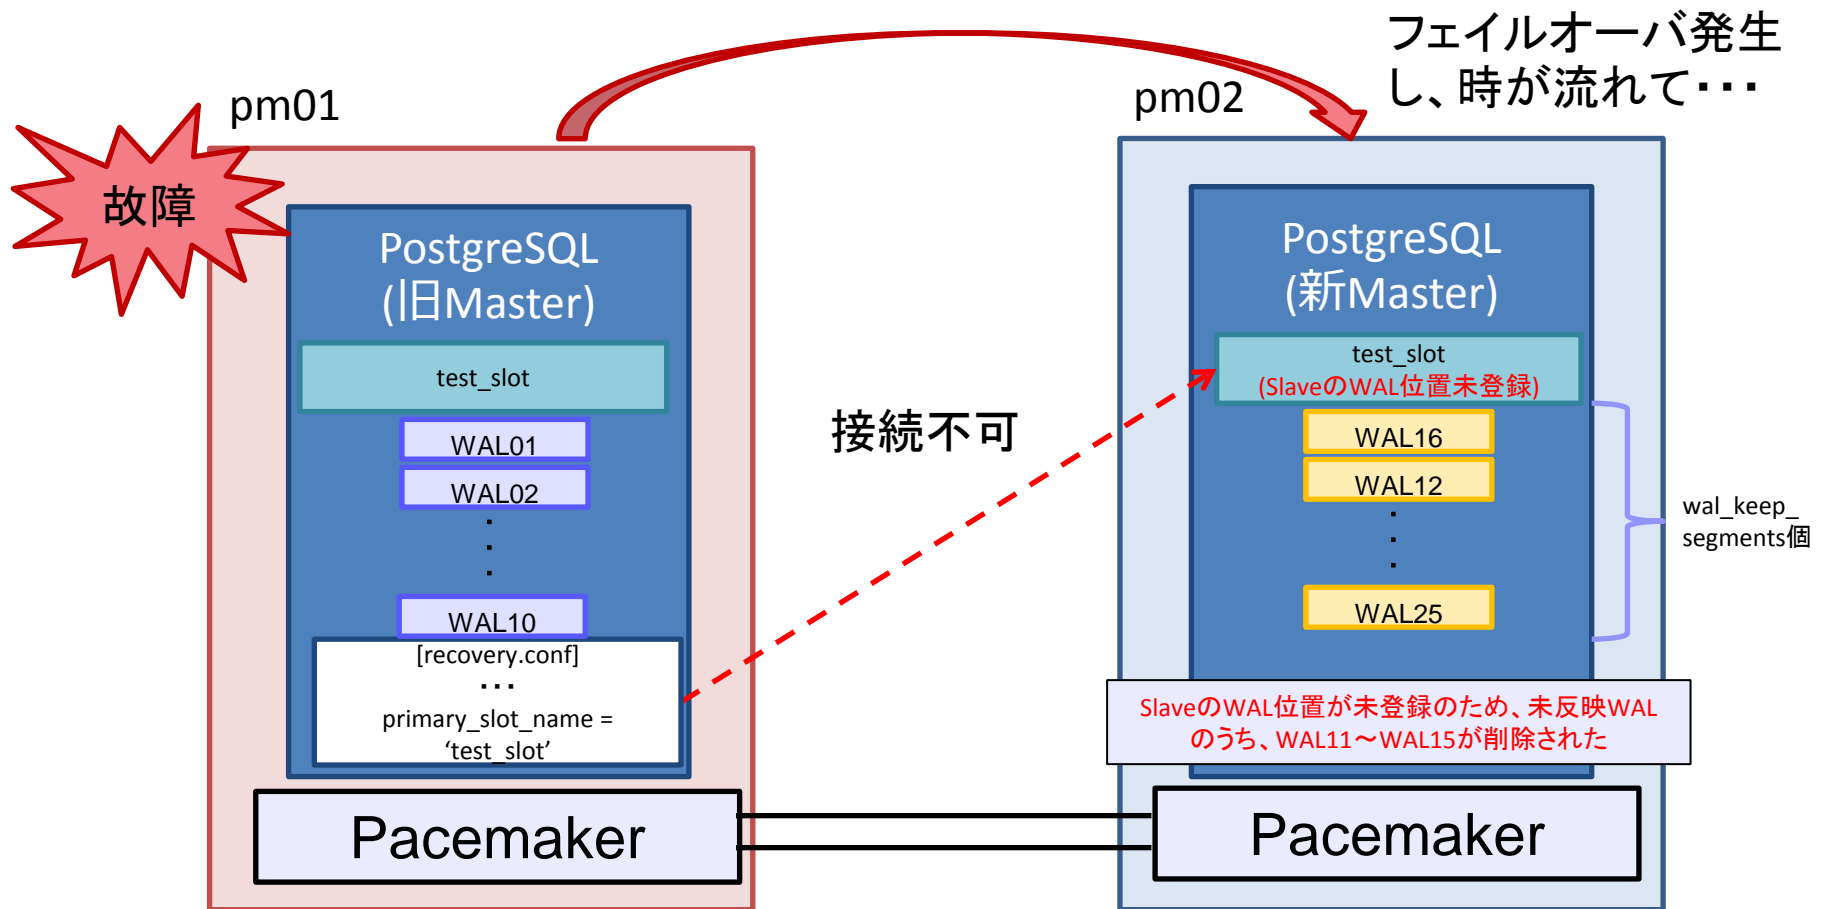 フェイルオーバ発生
し、時が流れて・・・
pm01
故障
PostgreSQL
(旧Master)
test_slot
WAL01
WAL02
・
・
・
WAL10
[recovery.conf]
・・・
primary_slot_name =
‘test_slot’
Pacemaker
接続不可
pm02
PostgreSQL
(新Master)
test_slot
(SlaveのWAL位置未登録)
WAL16
WAL12
・
・
・
WAL25
wal_keep_
segments個
SlaveのWAL位置が未登録のため、未反映WAL
のうち、WAL11～WAL15が削除された
Pacemaker